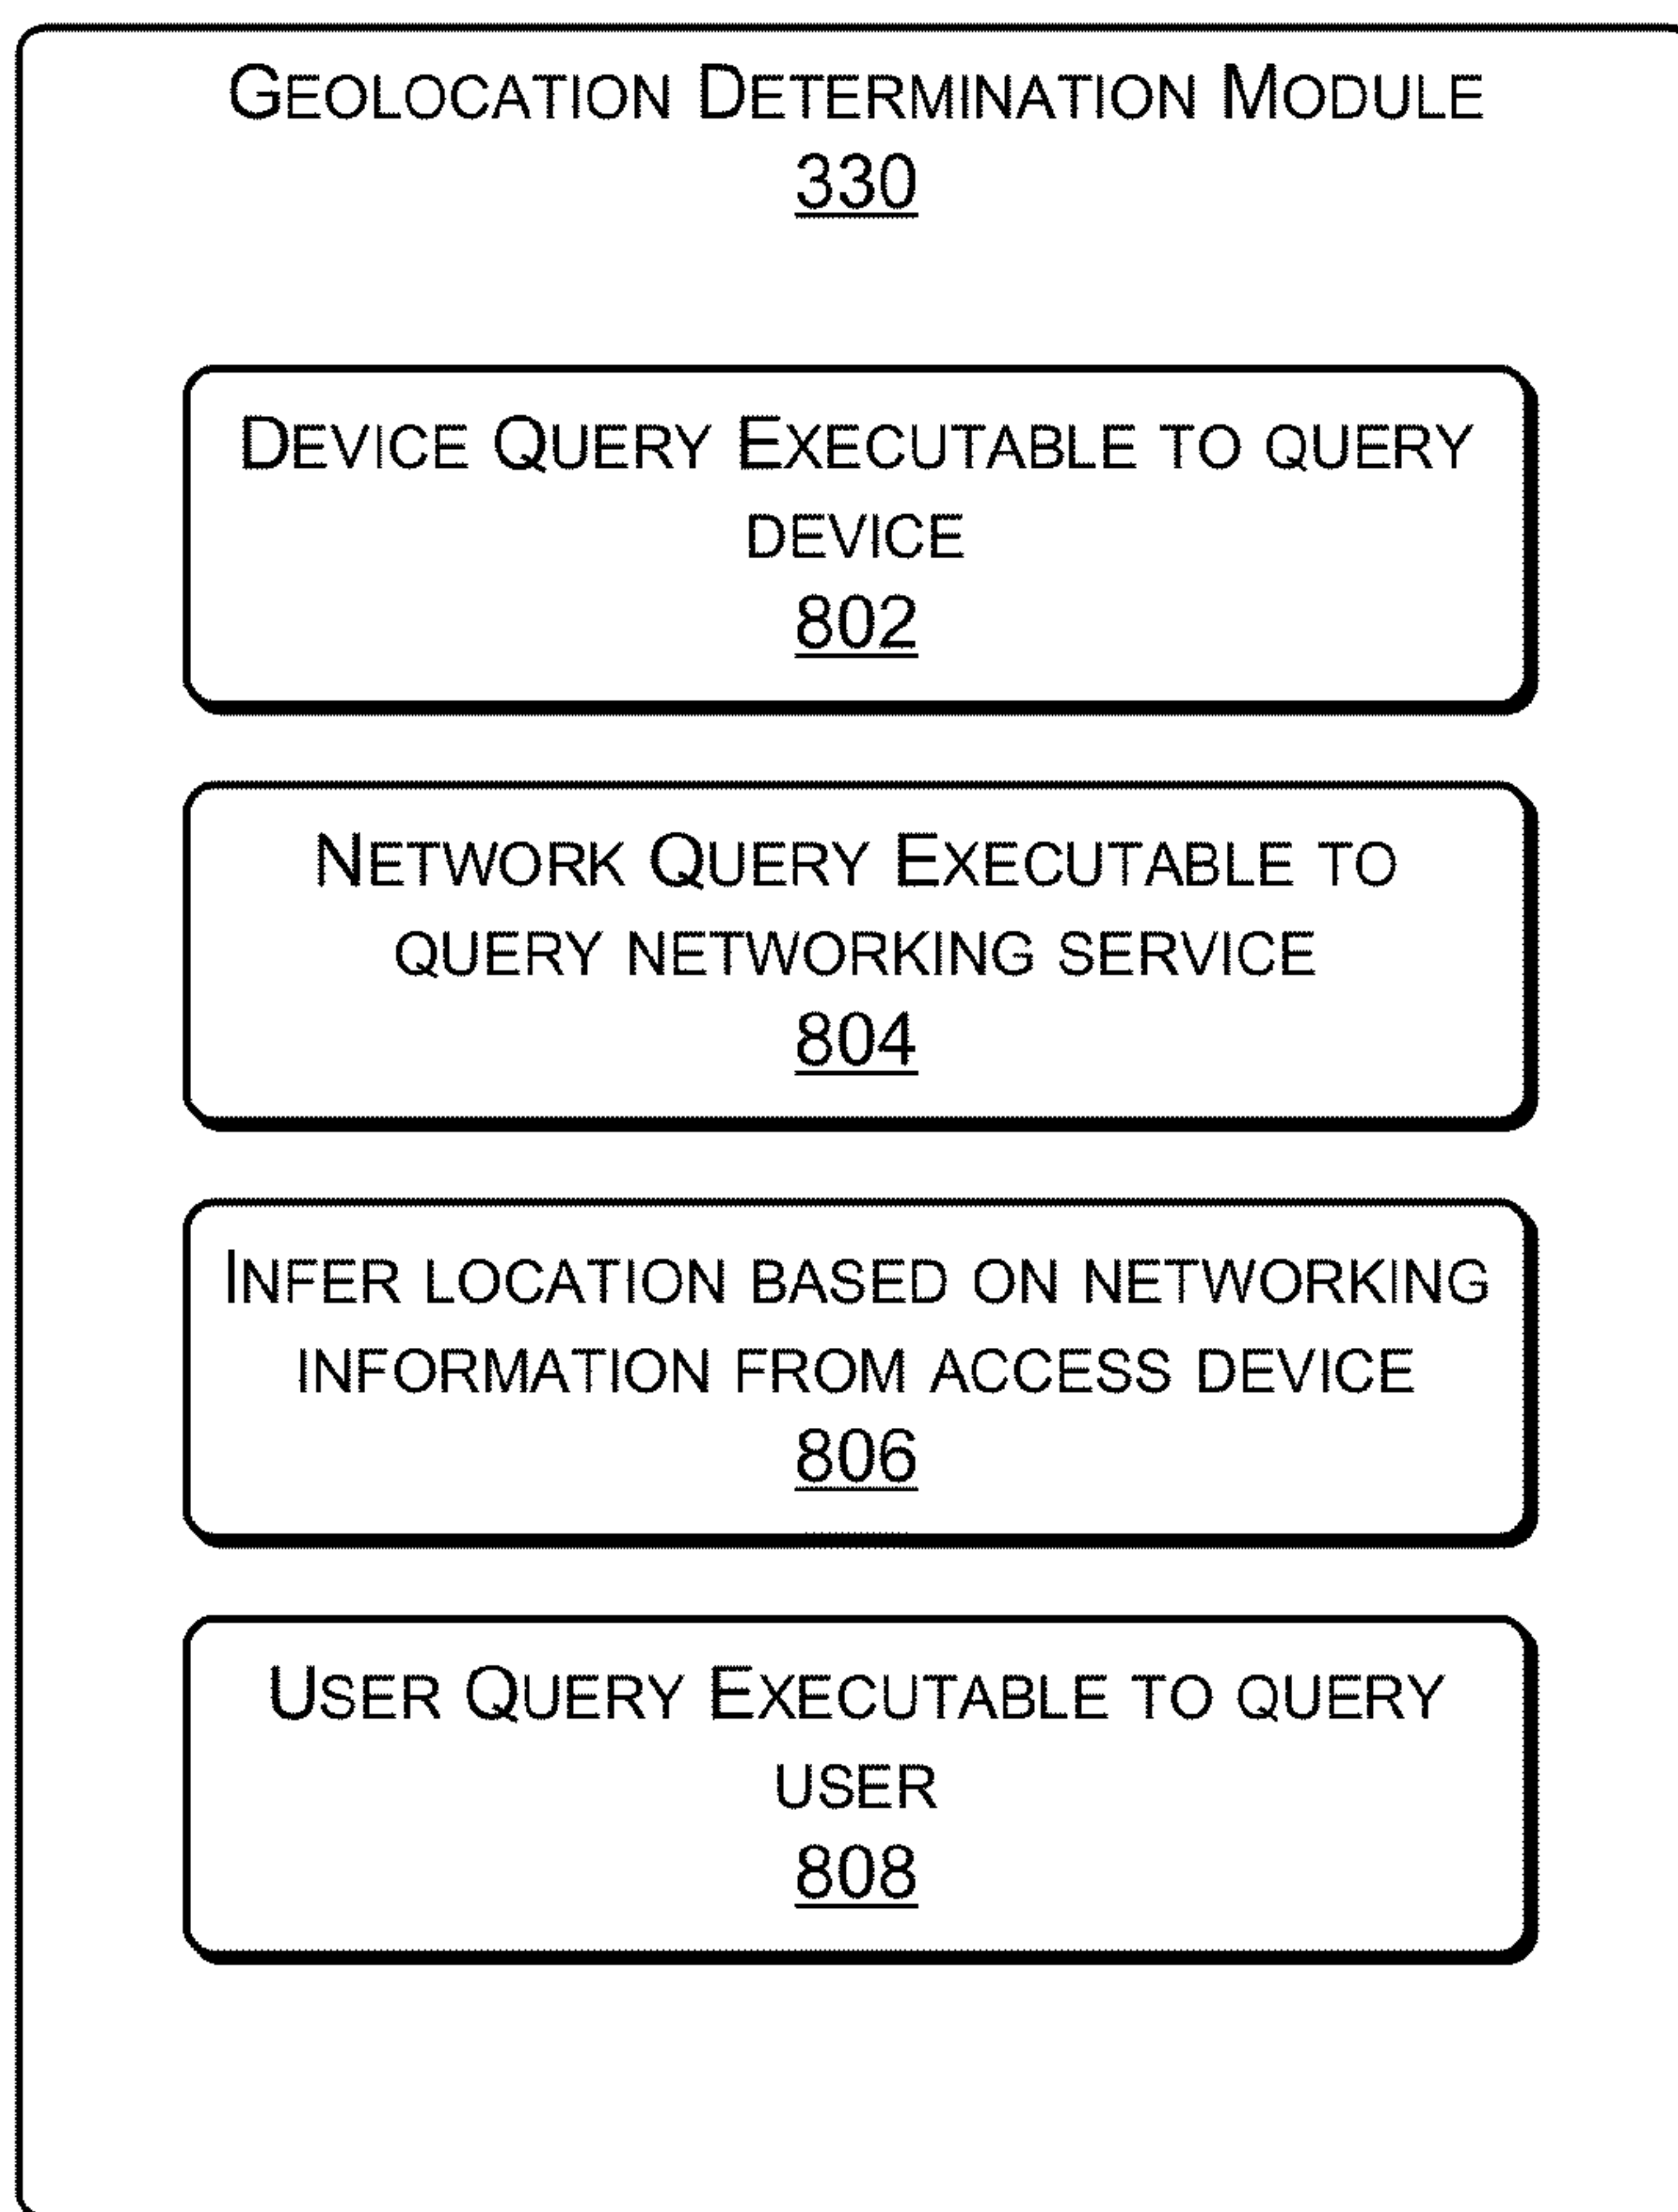 GEOLOCATION DETERMINATION MODULE
330
DEVICE QUERY EXECUTABLE TO QUERY
DEVICE
802
NETWORK QUERY EXECUTABLE TO
QUERY NETWORKING SERVICE
804
INFER LOCATION BASED ON NETWORKING
INFORMATION FROM ACCESS DEVICE
806
USER QUERY EXECUTABLE TO QUERY
USER
808